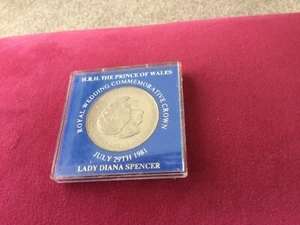 H.R.H. THE PRINCE OF WALES
ROYAL WEDDING COMMEMORATIVE CROWN
JULY 29TH 1981
LADY DIANA SPENCER